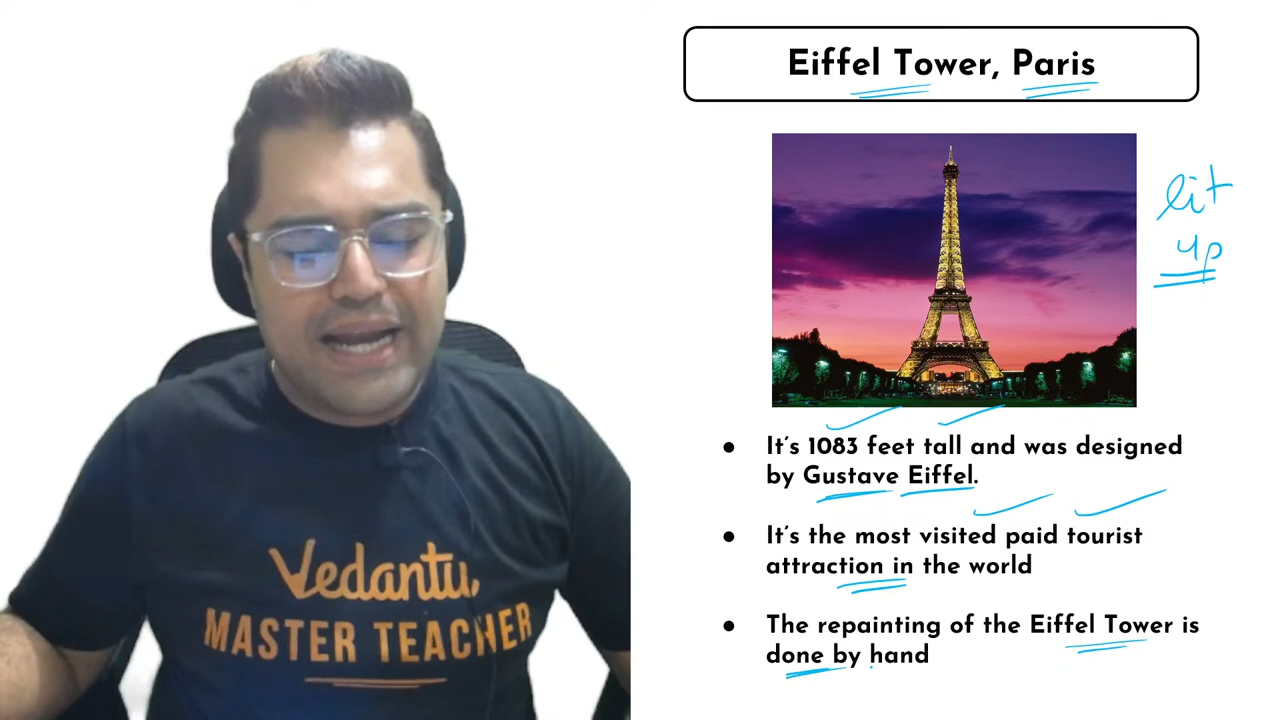 Eiffel Tower, Paris
lit
up
● It's 1083 feet tall and was designed
by Gustave Eiffel.
● It's the most visited paid tourist
attraction in the world
● The repainting of the Eiffel Tower is
done by hand
Vedantu
MASTER TEACHER